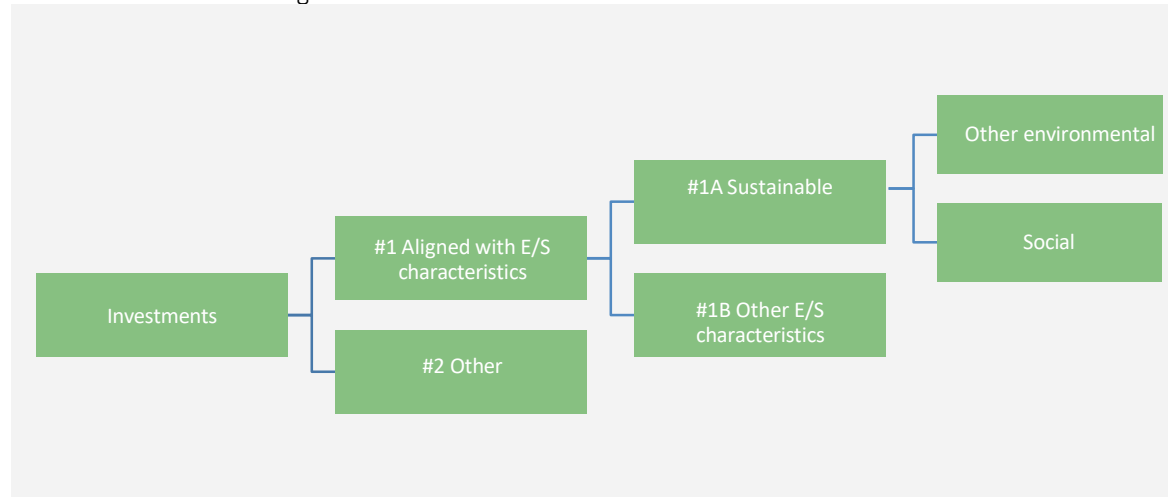 Other environmental
#1A Sustainable
#1 Aligned with E/S
characteristics
Social
Investments
#1B Other E/S
characteristics
#2 Other